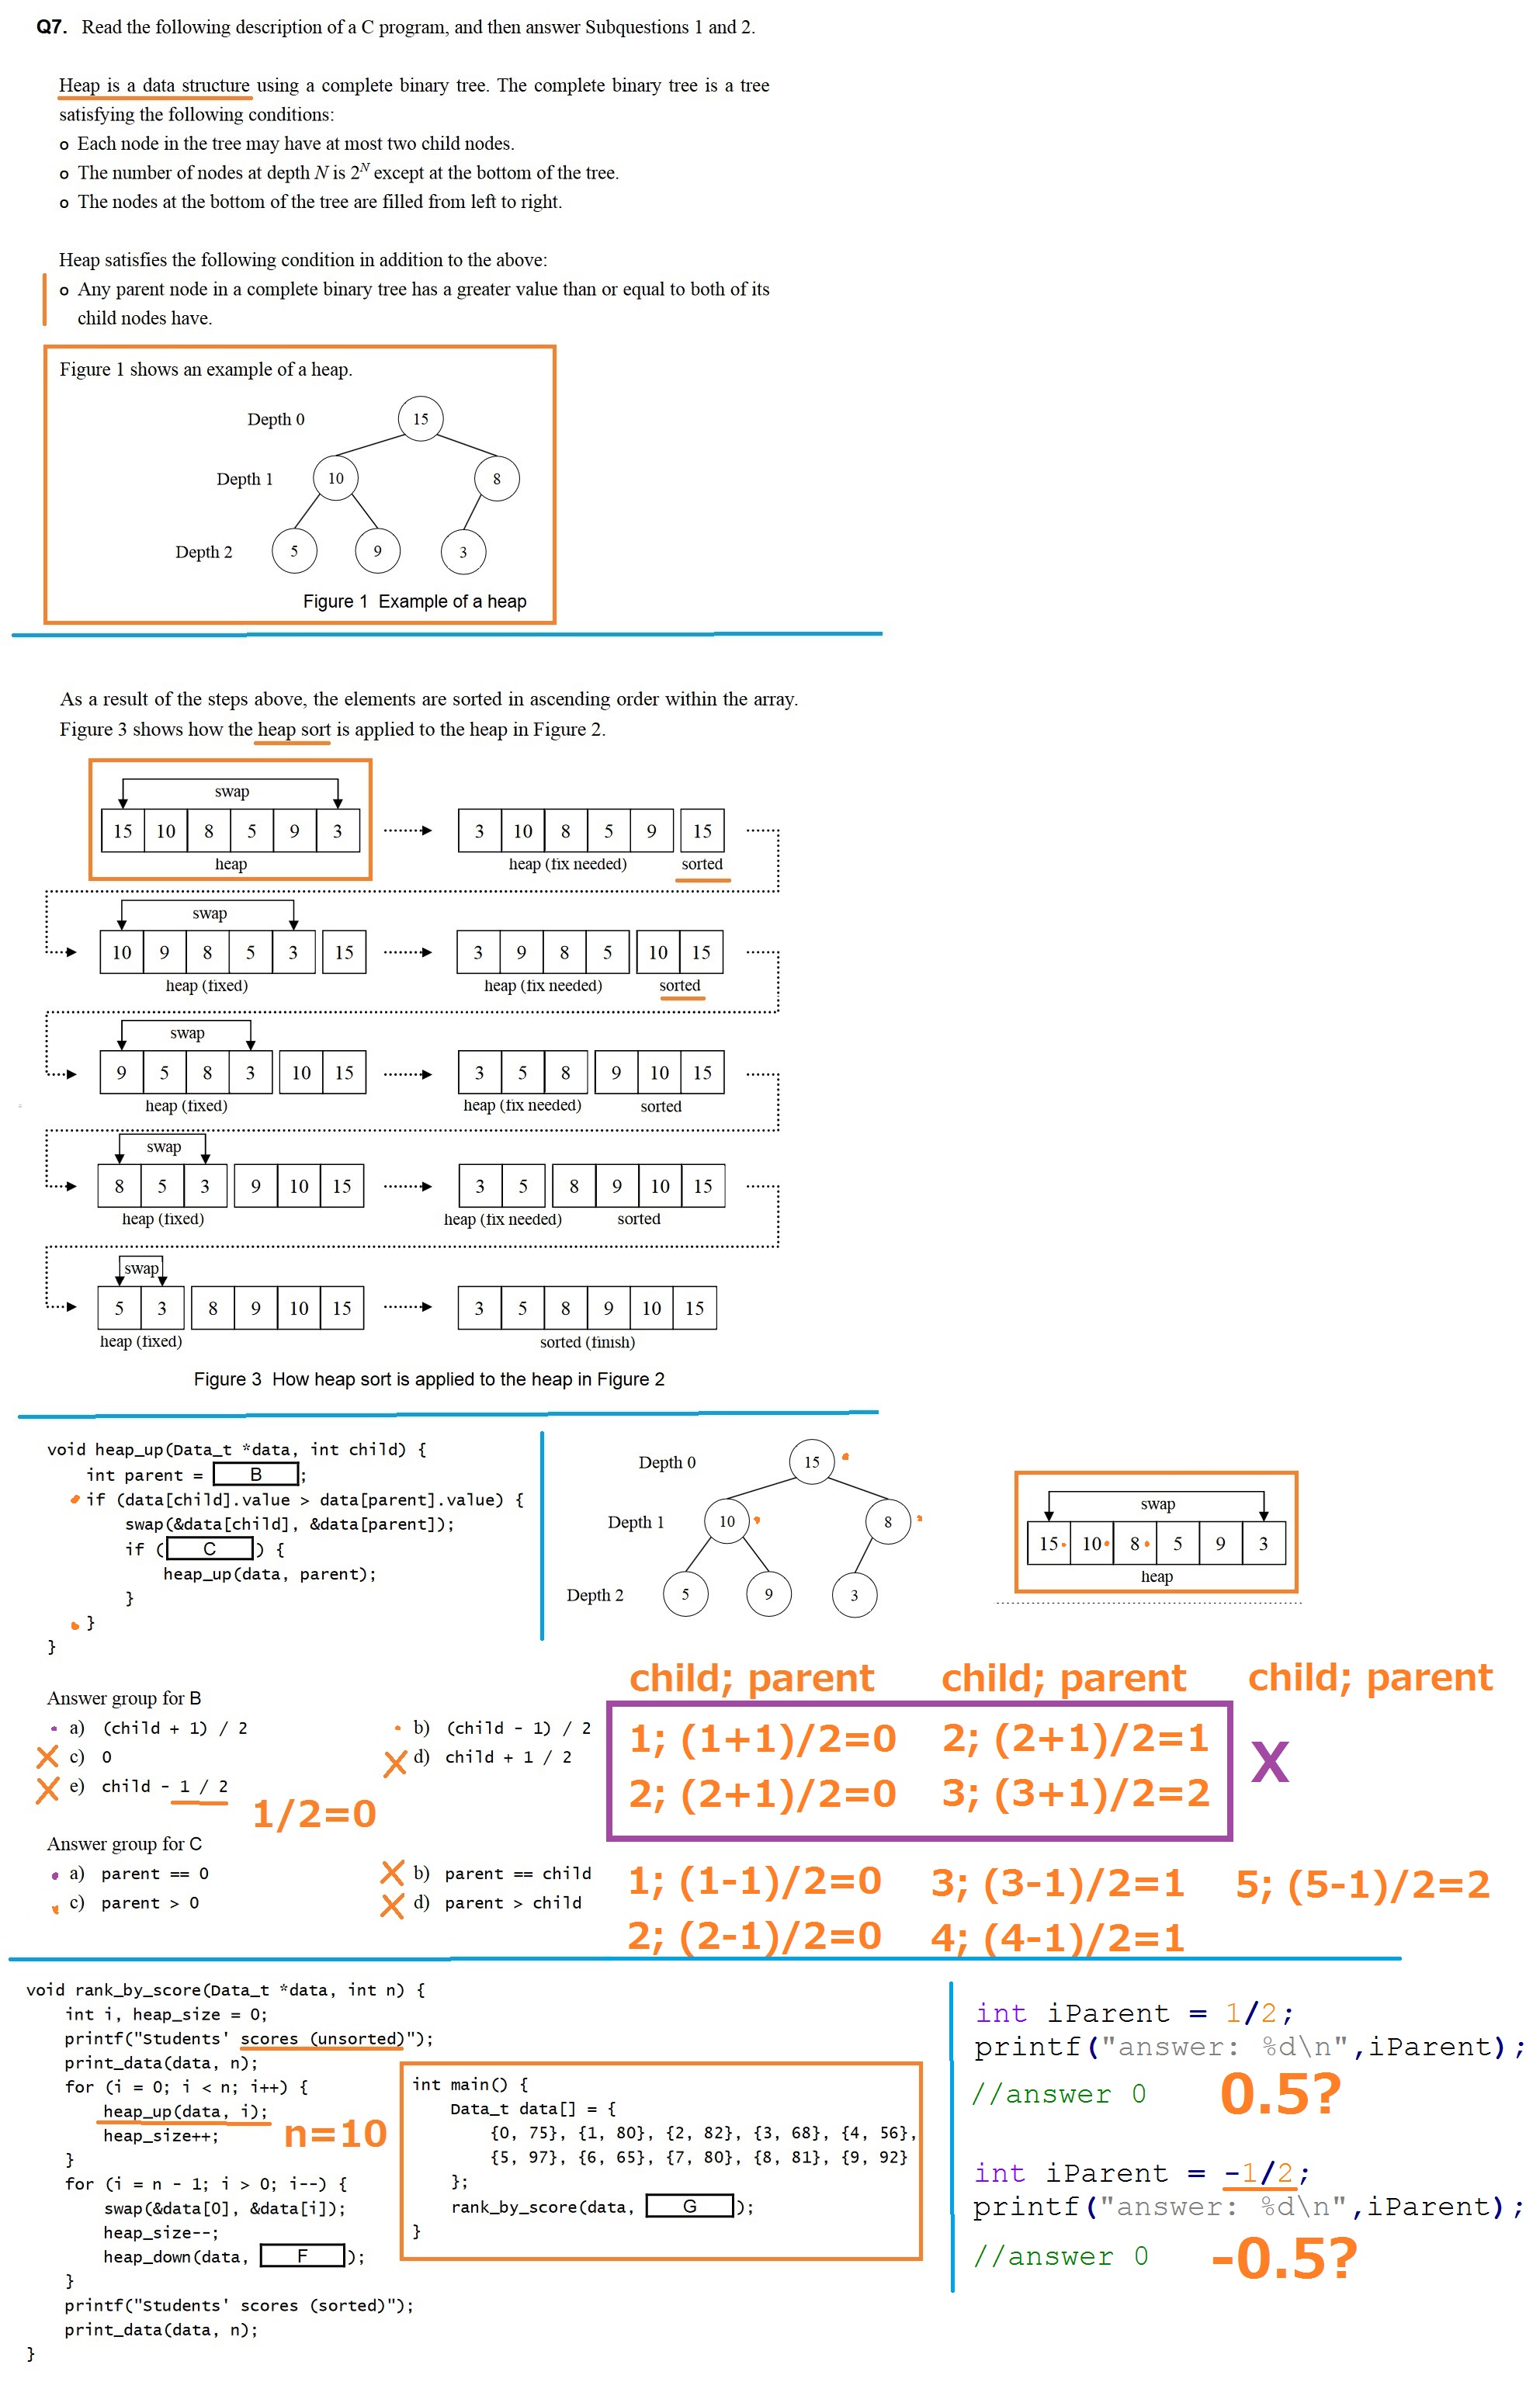 Q7. Read the following description of a C program, and then answer Subquestions 1 and 2.
Heap is a data structure using a complete binary tree. The complete binary tree is a tree
satisfying the following conditions:
o Each node in the tree may have at most two child nodes.
o The number of nodes at depth N is 2^N except at the bottom of the tree.
o The nodes at the bottom of the tree are filled from left to right.
Heap satisfies the following condition in addition to the above:
o Any parent node in a complete binary tree has a greater value than or equal to both of its
child nodes have.
Figure 1 shows an example of a heap.
Depth 0 15
Depth 1 10 8
Depth 2 5 9 3
Figure 1 Example of a heap
As a result of the steps above, the elements are sorted in ascending order within the array.
Figure 3 shows how the heap sort is applied to the heap in Figure 2.
swap
15 10 8 5 9 3 3 10 8 5 9 15
heap heap (fix needed) sorted
swap
10 9 8 5 3 15 3 9 8 5 10 15
heap (fixed) heap (fix needed) sorted
swap
9 5 8 3 10 15 3 5 8 9 10 15
heap (fixed) heap (fix needed) sorted
swap
8 5 3 9 10 15 3 5 8 9 10 15
heap (fixed) heap (fix needed) sorted
swap
5 3 8 9 10 15 3 5 8 9 10 15
heap (fixed) sorted (finish)
Figure 3 How heap sort is applied to the heap in Figure 2
void heap_up(Data_t *data, int child) {
int parent = B;
if (data[child].value > data[parent].value) {
swap(&data[child], &data[parent]);
if (C) {
heap_up(data, parent);
}
}
}
Depth 0 15
Depth 1 10 8
Depth 2 5 9 3
swap
15 10 8 5 9 3
heap
Answer group for B
a) (child + 1) / 2 b) (child - 1) / 2
c) 0 d) child + 1 / 2
e) child - 1 / 2
1/2=0
Answer group for C
a) parent == 0 b) parent == child
c) parent > 0 d) parent > child
child; parent child; parent child; parent
1; (1+1)/2=0 2; (2+1)/2=1 X
2; (2+1)/2=0 3; (3+1)/2=2
1; (1-1)/2=0 3; (3-1)/2=1 5; (5-1)/2=2
2; (2-1)/2=0 4; (4-1)/2=1
void rank_by_score(Data_t *data, int n) {
int i, heap_size = 0;
printf("Students' scores (unsorted)");
print_data(data, n);
for (i = 0; i < n; i++) {
heap_up(data, i);
heap_size++;
}
for (i = n - 1; i > 0; i--) {
swap(&data[0], &data[i]);
heap_size--;
heap_down(data, F);
}
printf("Students' scores (sorted)");
print_data(data, n);
}
n=10
int main() {
Data_t data[] = {
{0, 75}, {1, 80}, {2, 82}, {3, 68}, {4, 56},
{5, 97}, {6, 65}, {7, 80}, {8, 81}, {9, 92}
};
rank_by_score(data, G);
}
int iParent = 1/2;
printf("answer: %d\n",iParent);
//answer 0 0.5?
int iParent = -1/2;
printf("answer: %d\n",iParent);
//answer 0 -0.5?